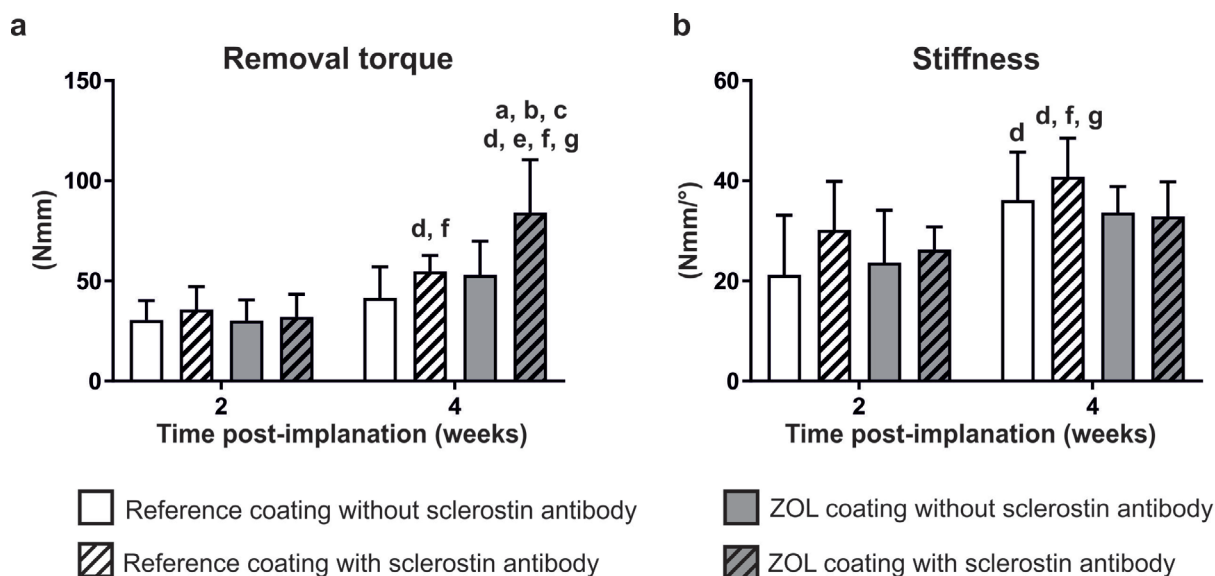 a
Removal torque
150
100
50
0
(Nmm)
a, b, c
d, e, f, g
d, f
2
4
Time post-implanation (weeks)
b
Stiffness
60
40
20
0
(Nmm/°)
d
d, f, g
2
4
Time post-implanation (weeks)
Reference coating without sclerostin antibody
Reference coating with sclerostin antibody
ZOL coating without sclerostin antibody
ZOL coating with sclerostin antibody